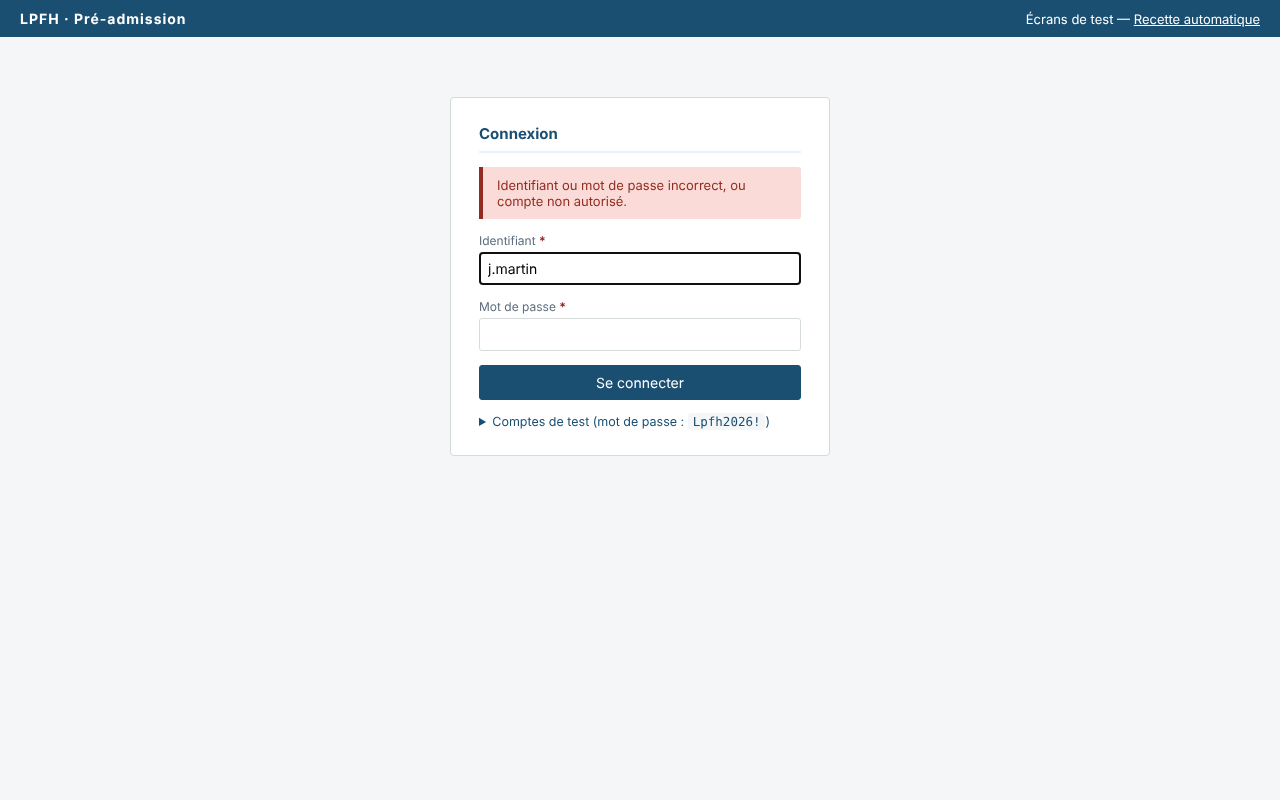 LPFH · Pré-admission
Écrans de test — Recette automatique
Connexion
Identifiant ou mot de passe incorrect, ou
compte non autorisé.
Identifiant *
j.martin
Mot de passe *
Se connecter
Comptes de test (mot de passe : Lpfh2026! )